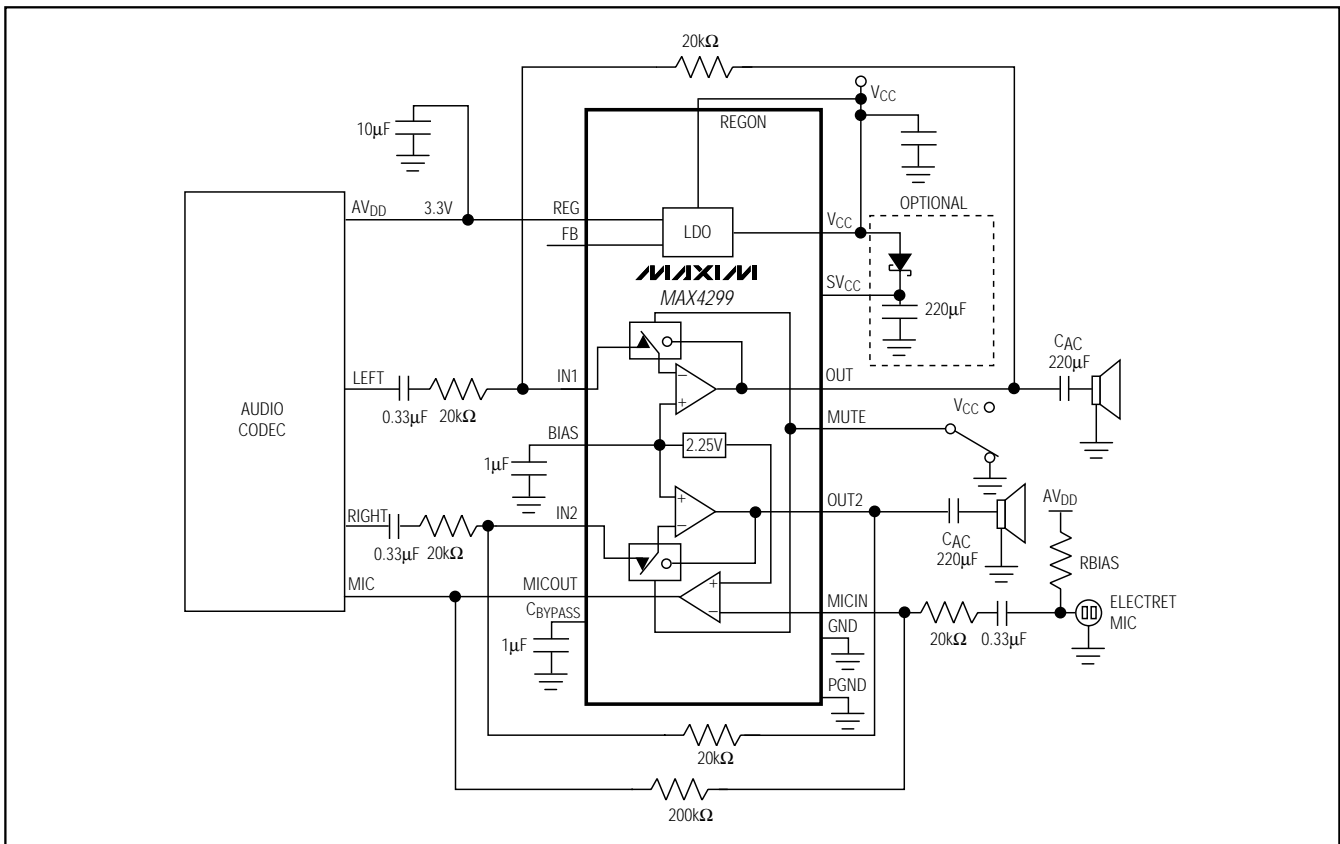 20kΩ
VCC
REGON
10µF
OPTIONAL
AVDD 3.3V REG
VCC
LDO
FB
MAXIM
SVCC
MAX4299
220µF
CAC
220µF
LEFT
IN1
OUT
AUDIO
CODEC
0.33µF 20kΩ
VCC
MUTE
BIAS
2.25V
1µF
AVDD
OUT2
RIGHT
IN2
CAC
220µF
0.33µF 20kΩ
RBIAS
MIC
MICOUT
MICIN
ELECTRET
MIC
CBYPASS
GND
20kΩ 0.33µF
1µF
PGND
20kΩ
200kΩ
− + + − + −